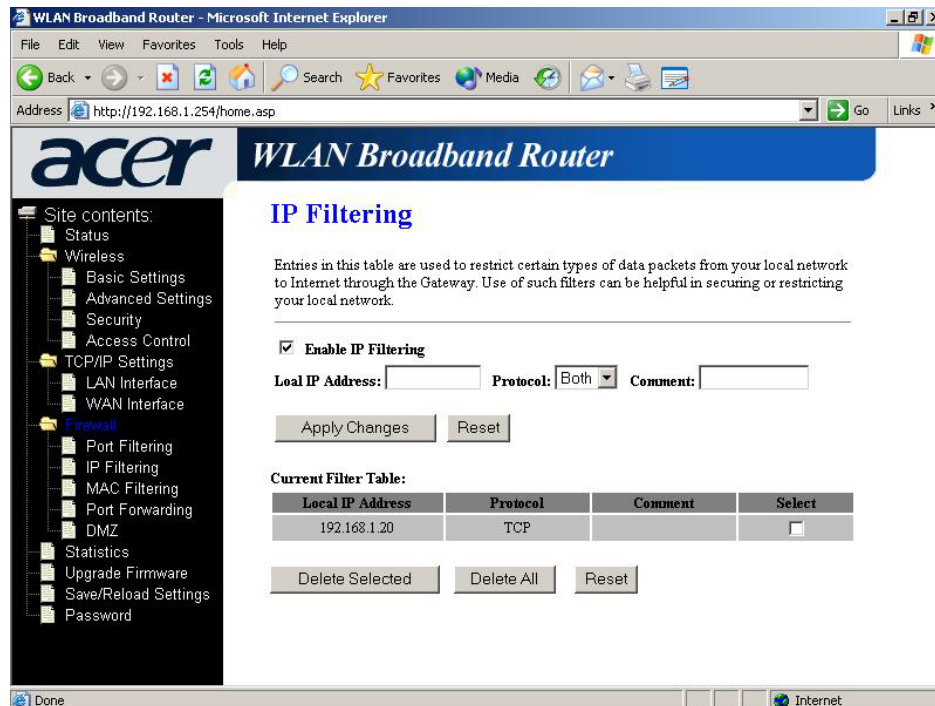 WLAN Broadband Router - Microsoft Internet Explorer
File Edit View Favorites Tools Help
Back Search Favorites Media
Address http://192.168.1.254/home.asp Go Links
acer WLAN Broadband Router
Site contents:
Status
Wireless
Basic Settings
Advanced Settings
Security
Access Control
TCP/IP Settings
LAN Interface
WAN Interface
Firewall
Port Filtering
IP Filtering
MAC Filtering
Port Forwarding
DMZ
Statistics
Upgrade Firmware
Save/Reload Settings
Password
IP Filtering
Entries in this table are used to restrict certain types of data packets from your local network
to Internet through the Gateway. Use of such filters can be helpful in securing or restricting
your local network.
Enable IP Filtering
Loal IP Address: Protocol: Both Comment:
Apply Changes Reset
Current Filter Table:
Local IP Address Protocol Comment Select
192.168.1.20 TCP
Delete Selected Delete All Reset
Done Internet